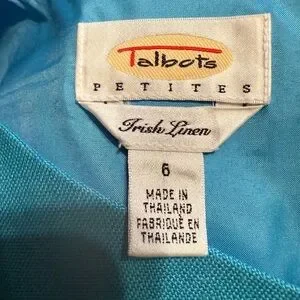 Talbots
PETITES
Irish Linen
6
MADE IN
THAILAND
FABRIQUÉ EN
THAILANDE